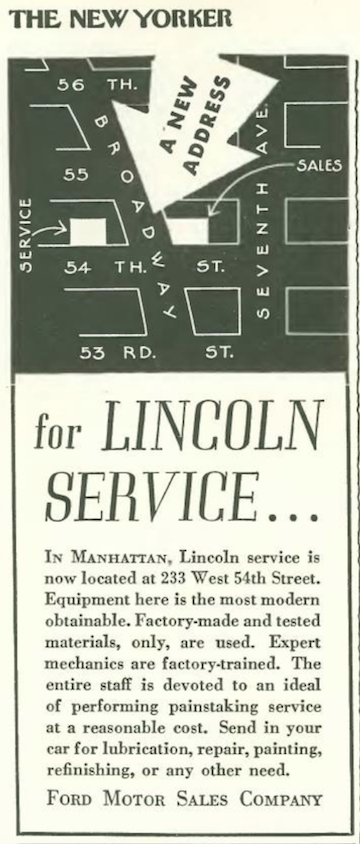 THE NEW YORKER
A NEW
ADDRESS
56 TH.
BROADWAY
SEVENTH AVE.
55
SALES
SERVICE
54 TH. ST.
53 RD. ST.
for LINCOLN
SERVICE...
IN MANHATTAN, Lincoln service is
now located at 233 West 54th Street.
Equipment here is the most modern
obtainable. Factory-made and tested
materials, only, are used. Expert
mechanics are factory-trained. The
entire staff is devoted to an ideal
of performing painstaking service
at a reasonable cost. Send in your
car for lubrication, repair, painting,
refinishing, or any other need.
FORD MOTOR SALES COMPANY